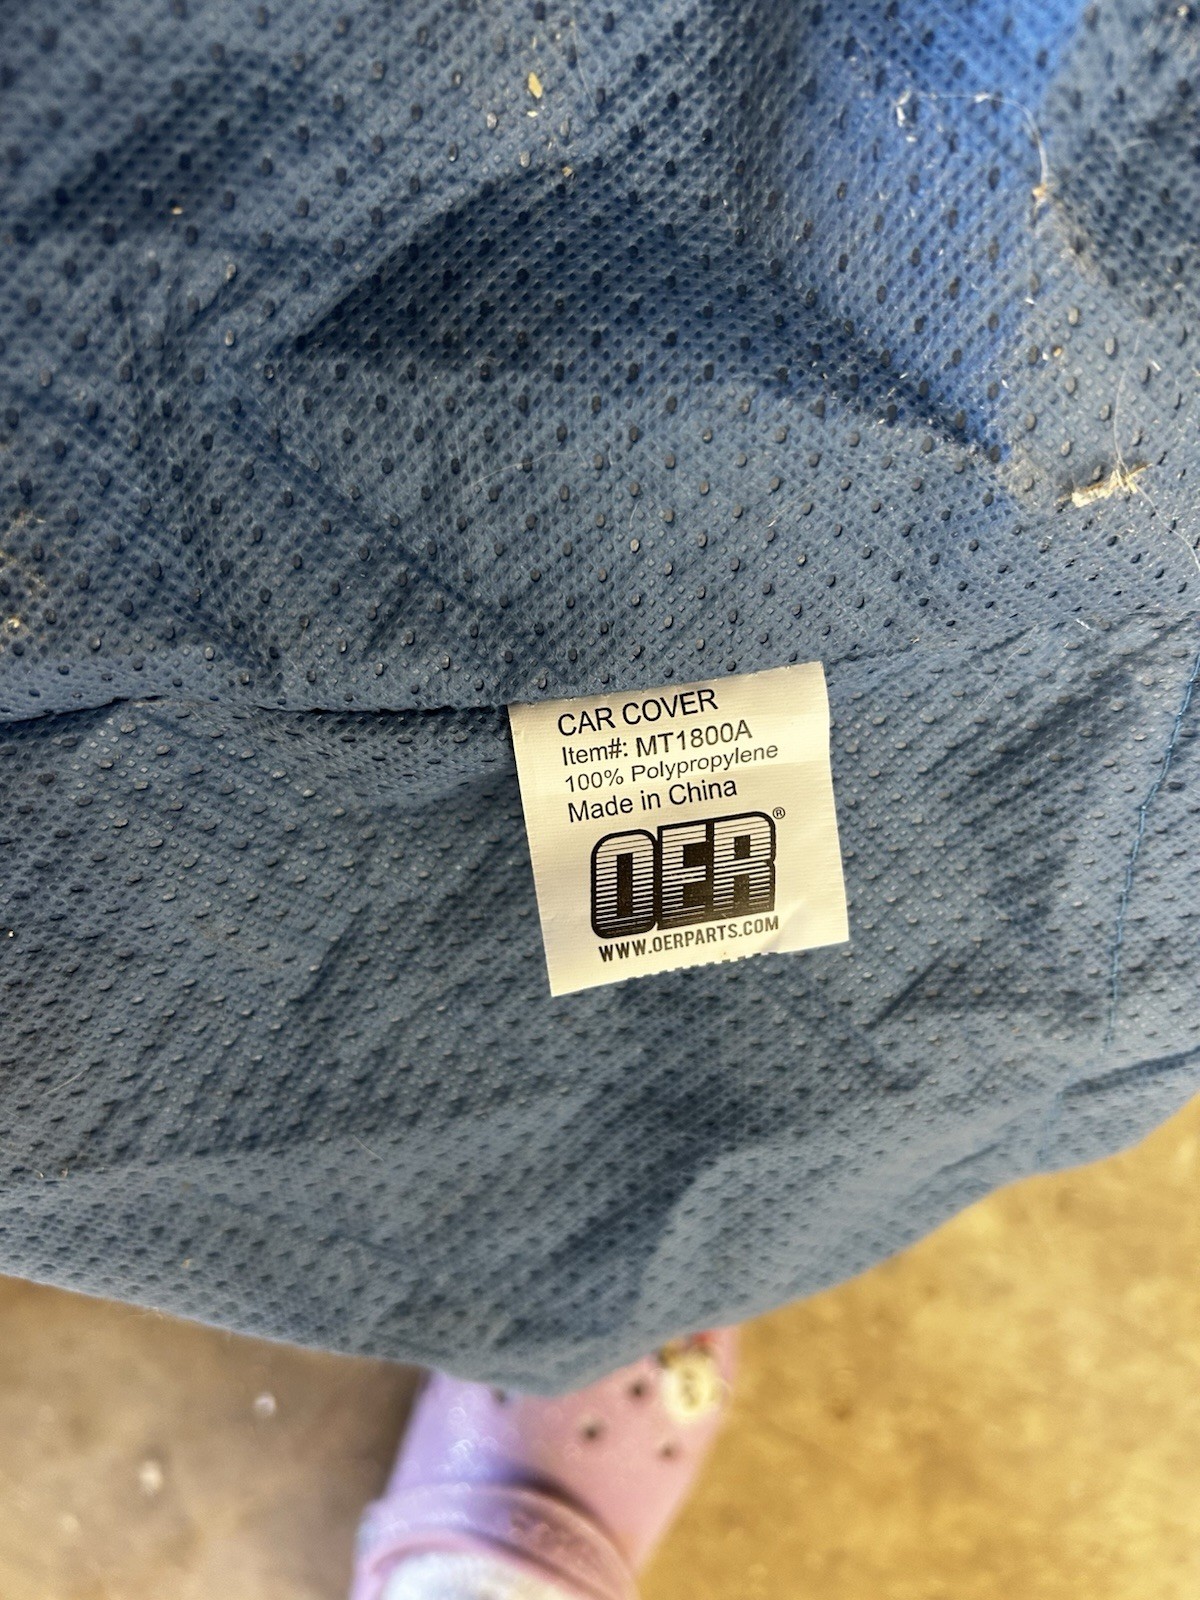 CAR COVER
Item#: MT1800A
100% Polypropylene
Made in China
OER®
WWW.OERPARTS.COM